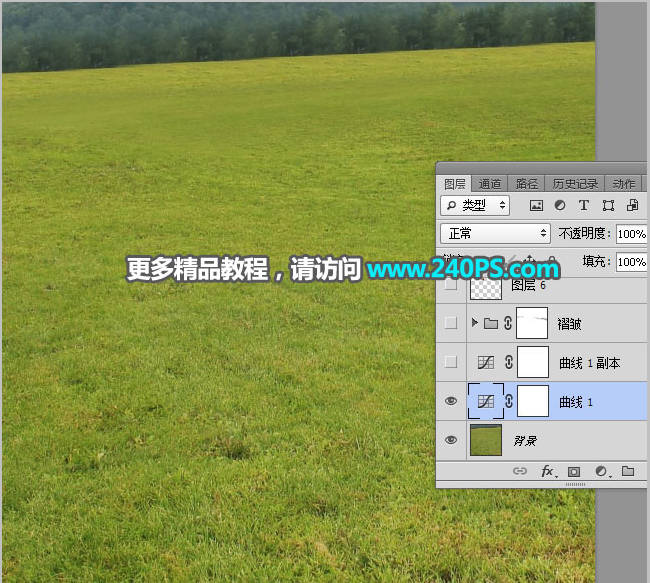 图层 通道 路径 历史记录 动作
类型
正常 不透明度: 100%
填充: 100%
更多精品教程，请访问 www.240PS.com
图层 6
褶皱
曲线 1 副本
曲线 1
背景
fx